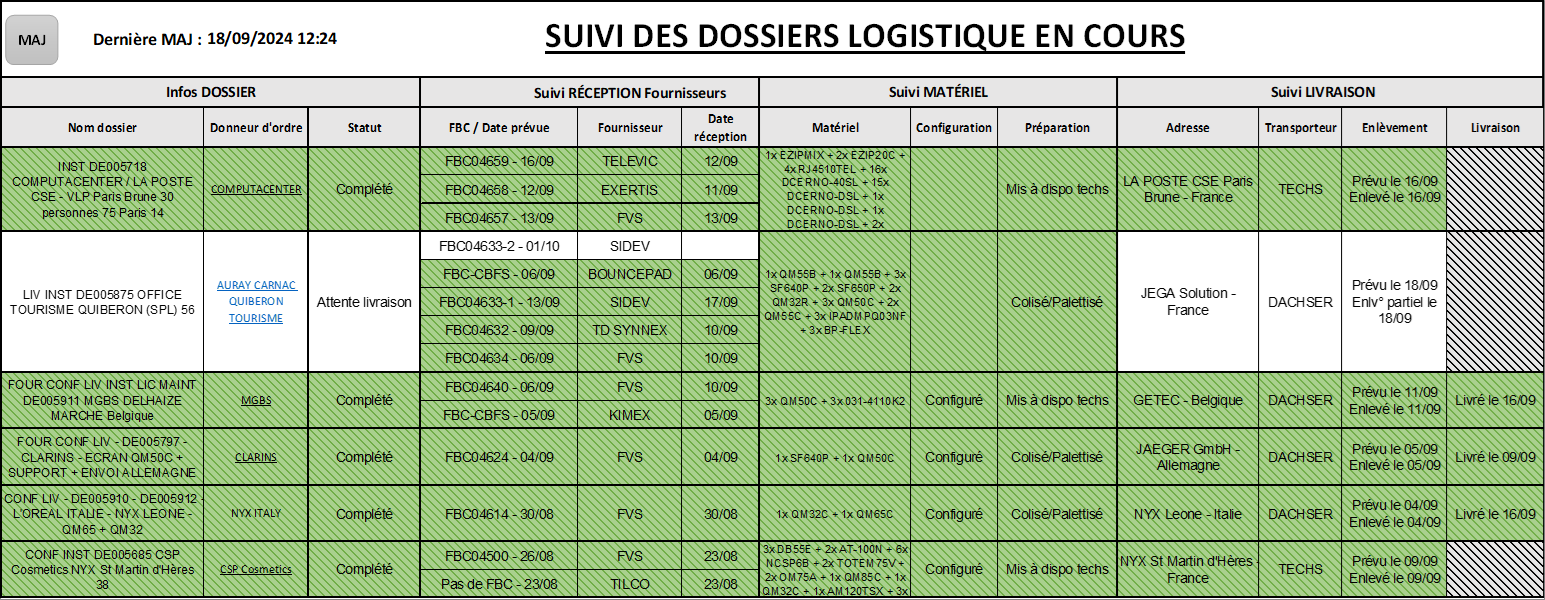 MAJ
Dernière MAJ : 18/09/2024 12:24
SUIVI DES DOSSIERS LOGISTIQUE EN COURS
Infos DOSSIER
Suivi RÉCEPTION Fournisseurs
Suivi MATÉRIEL
Suivi LIVRAISON
Nom dossier
Donneur d'ordre
Statut
FBC / Date prévue
Fournisseur
Date
réception
Matériel
Configuration
Préparation
Adresse
Transporteur
Enlèvement
Livraison
INST DE005718
COMPUTACENTER / LA POSTE
CSE - VLP Paris Brune 30
personnes 75 Paris 14
COMPUTACENTER
Complété
FBC04659 - 16/09
TELEVIC
12/09
FBC04658 - 12/09
EXERTIS
11/09
FBC04657 - 13/09
FVS
13/09
1x EZIPMIX + 2x EZIP20C +
4x RJ4510TEL + 16x
DCERNO-40SL + 15x
DCERNO-DSL + 1x
DCERNO-DSL + 1x
DCERNO-DSL + 2x
Mis à dispo techs
LA POSTE CSE Paris
Brune - France
TECHS
Prévu le 16/09
Enlevé le 16/09
LIV INST DE005875 OFFICE
TOURISME QUIBERON (SPL) 56
AURAY CARNAC
QUIBERON
TOURISME
Attente livraison
FBC04633-2 - 01/10
SIDEV
FBC-CBFS - 06/09
BOUNCEPAD
06/09
FBC04633-1 - 13/09
SIDEV
17/09
FBC04632 - 09/09
TD SYNNEX
10/09
FBC04634 - 06/09
FVS
10/09
1x QM55B + 1x QM55B + 3x
SF640P + 2x SF650P + 2x
QM32R + 3x QM50C + 2x
QM55C + 3x IPADMPQ03NF
+ 3x BP-FLEX
Colisé/Palettisé
JEGA Solution -
France
DACHSER
Prévu le 18/09
Enlv° partiel le
18/09
FOUR CONF LIV INST LIC MAINT
DE005911 MGBS DELHAIZE
MARCHE Belgique
MGBS
Complété
FBC04640 - 06/09
FVS
10/09
FBC-CBFS - 05/09
KIMEX
05/09
3x QM50C + 3x 031-4110K2
Configuré
Mis à dispo techs
GETEC - Belgique
DACHSER
Prévu le 11/09
Enlevé le 11/09
Livré le 16/09
FOUR CONF LIV - DE005797 -
CLARINS - ECRAN QM50C +
SUPPORT + ENVOI ALLEMAGNE
CLARINS
Complété
FBC04624 - 04/09
FVS
04/09
1x SF640P + 1x QM50C
Configuré
Colisé/Palettisé
JAEGER GmbH -
Allemagne
DACHSER
Prévu le 05/09
Enlevé le 05/09
Livré le 09/09
CONF LIV - DE005910 - DE005912 -
L'OREAL ITALIE - NYX LEONE -
QM65 + QM32
NYX ITALY
Complété
FBC04614 - 30/08
FVS
30/08
1x QM32C + 1x QM65C
Configuré
Colisé/Palettisé
NYX Leone - Italie
DACHSER
Prévu le 04/09
Enlevé le 04/09
Livré le 16/09
CONF INST DE005685 CSP
Cosmetics NYX St Martin d'Hères
38
CSP Cosmetics
Complété
FBC04500 - 26/08
FVS
23/08
Pas de FBC - 23/08
TILCO
23/08
3x DB55E + 2x AT-100N + 6x
NCSP6B + 2x TOTEM75V +
2x OM75A + 1x QM85C + 1x
QM32C + 1x AM120TSX + 3x
Configuré
Mis à dispo techs
NYX St Martin d'Hères -
France
TECHS
Prévu le 09/09
Enlevé le 09/09